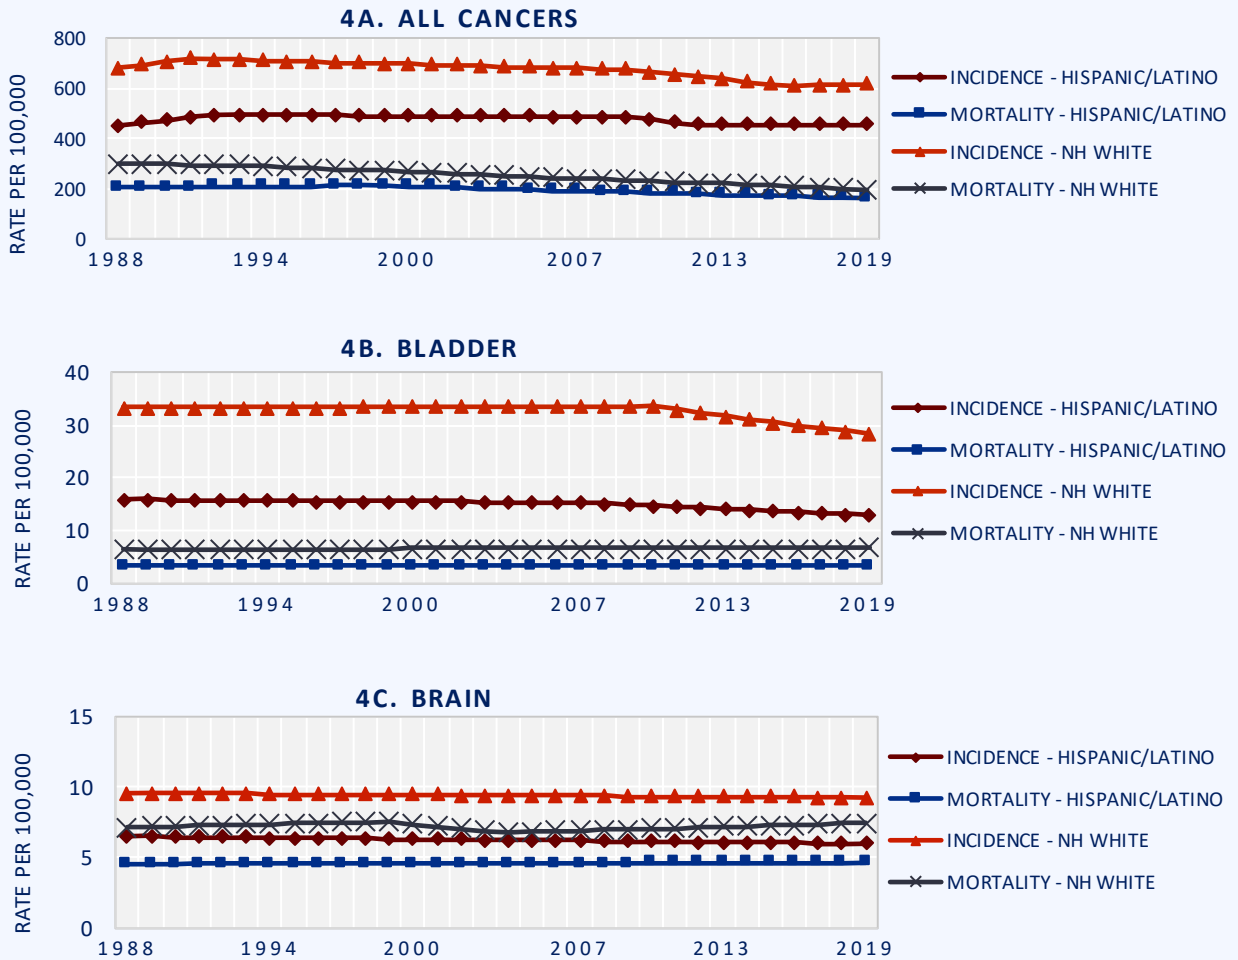 4A. ALL CANCERS
RATE PER 100,000
800
600
400
200
0
1988 1994 2000 2007 2013 2019
INCIDENCE - HISPANIC/LATINO
MORTALITY - HISPANIC/LATINO
INCIDENCE - NH WHITE
MORTALITY - NH WHITE
4B. BLADDER
RATE PER 100,000
40
30
20
10
0
1988 1994 2000 2007 2013 2019
INCIDENCE - HISPANIC/LATINO
MORTALITY - HISPANIC/LATINO
INCIDENCE - NH WHITE
MORTALITY - NH WHITE
4C. BRAIN
RATE PER 100,000
15
10
5
0
1988 1994 2000 2007 2013 2019
INCIDENCE - HISPANIC/LATINO
MORTALITY - HISPANIC/LATINO
INCIDENCE - NH WHITE
MORTALITY - NH WHITE